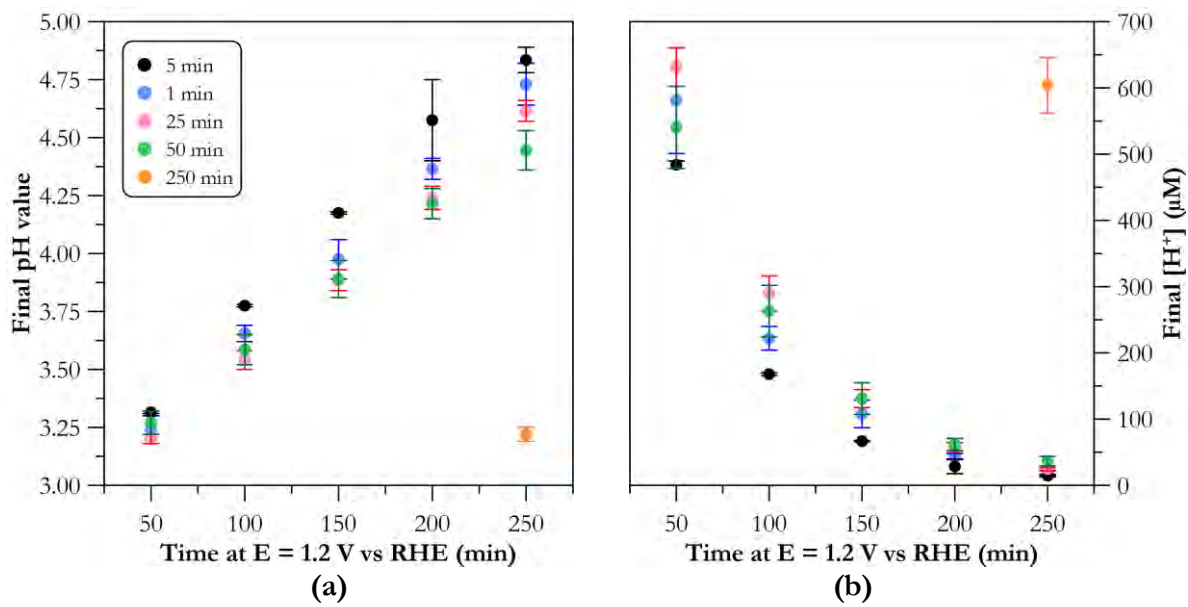 5.00
4.75
4.50
4.25
4.00
3.75
3.50
3.25
3.00
Final pH value
5 min
1 min
25 min
50 min
250 min
50 100 150 200 250
Time at E = 1.2 V vs RHE (min)
(a)
700
600
500
400
300
200
100
0
Final [H⁺] (µM)
50 100 150 200 250
Time at E = 1.2 V vs RHE (min)
(b)